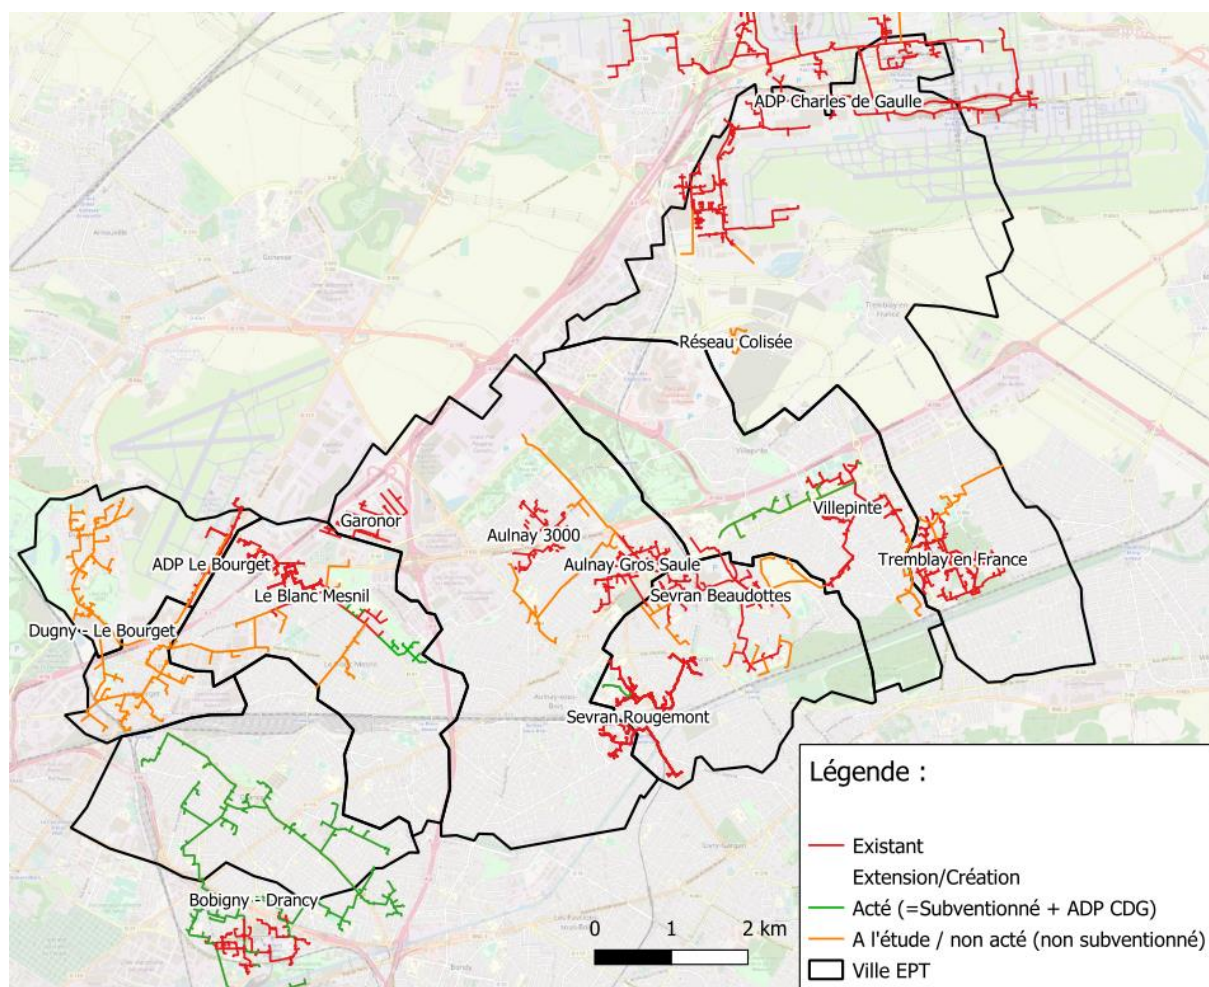 ADP Charles de Gaulle
Réseau Colisée
Villepinte
Garonor
Aulnay 3000
Villepinte
ADP Le Bourget
Aulnay Gros Saule
Tremblay en France
Le Blanc Mesnil
Sevran Beaudottes
Dugny - Le Bourget
Sevran Rougemont
Bobigny - Drancy
Légende :
Existant
Extension/Création
Acté (=Subventionné + ADP CDG)
A l'étude / non acté (non subventionné)
Ville EPT
0 1 2 km